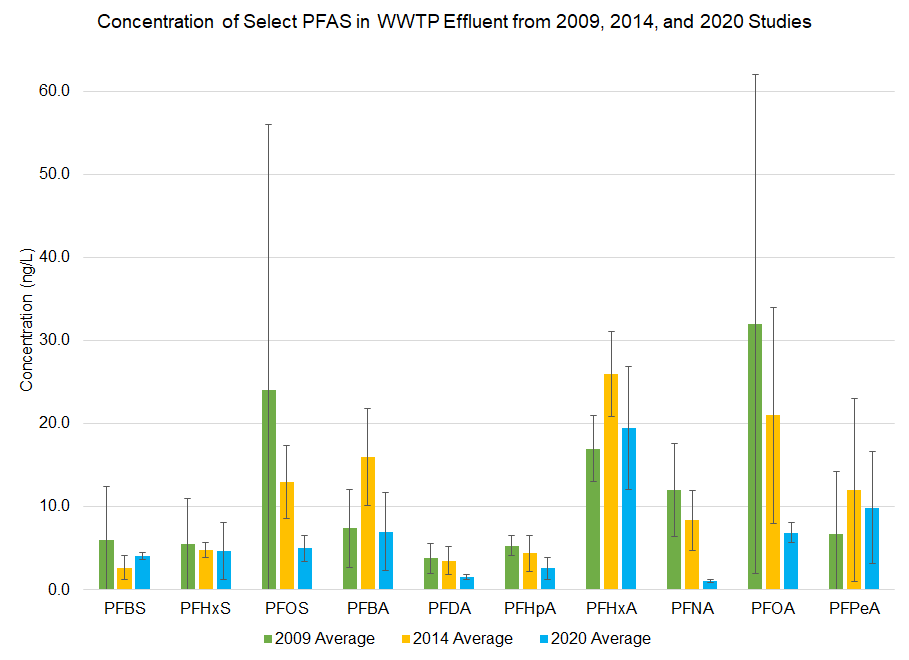 Concentration of Select PFAS in WWTP Effluent from 2009, 2014, and 2020 Studies
60.0
50.0
40.0
30.0
20.0
10.0
0.0
Concentration (ng/L)
PFBS PFHxS PFOS PFBA PFDA PFHpA PFHxA PFNA PFOA PFPeA
2009 Average 2014 Average 2020 Average